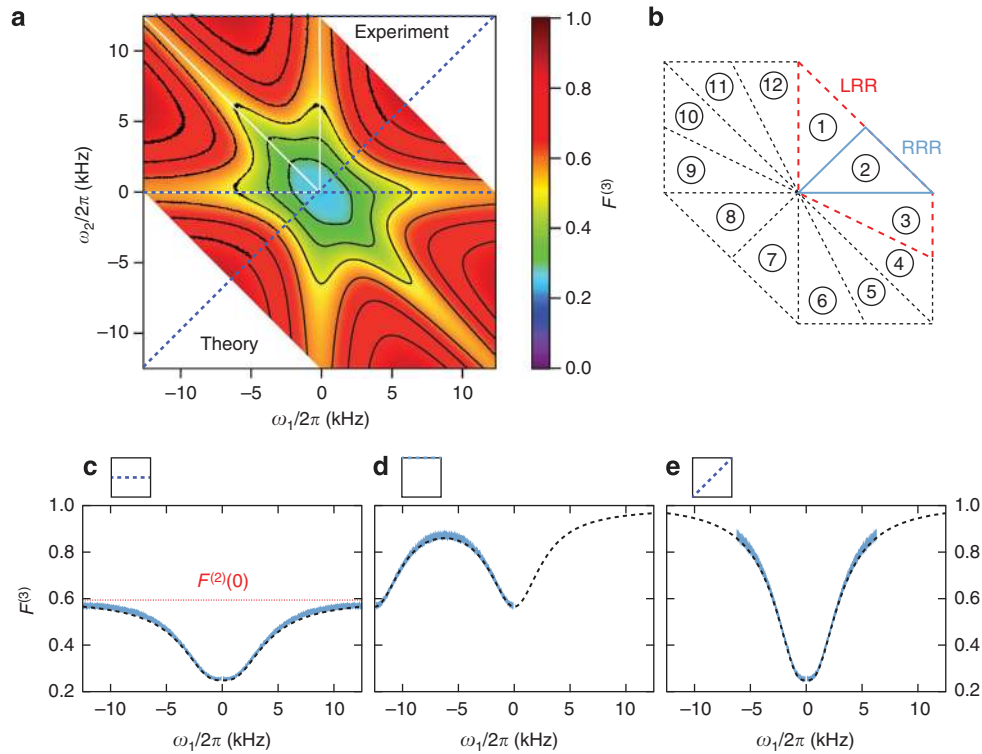 a
Experiment
Theory
10
5
0
−5
−10
ω2/2π (kHz)
−10 −5 0 5 10
ω1/2π (kHz)
1.0
0.8
0.6
0.4
0.2
0.0
F(3)
b
LRR
RRR
1
2
3
4
5
6
7
8
9
10
11
12
c
1.0
0.8
0.6
0.4
0.2
F(3)
F(2)(0)
−10 −5 0 5 10
ω1/2π (kHz)
d
−10 −5 0 5 10
ω1/2π (kHz)
e
1.0
0.8
0.6
0.4
0.2
−10 −5 0 5 10
ω1/2π (kHz)